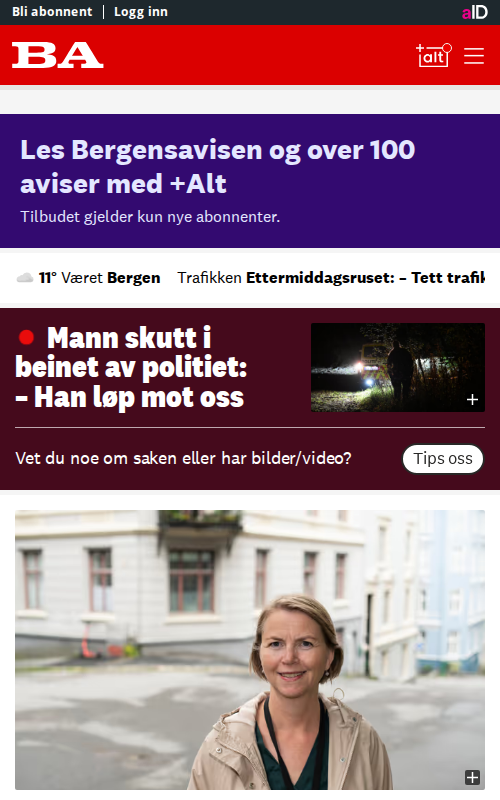 Bli abonnent Logg inn aID
BA +alt
Les Bergensavisen og over 100
aviser med +Alt
Tilbudet gjelder kun nye abonnenter.
11° Været Bergen Trafikken Ettermiddagsruset: – Tett trafik
Mann skutt i
beinet av politiet:
– Han løp mot oss
Vet du noe om saken eller har bilder/video? Tips oss